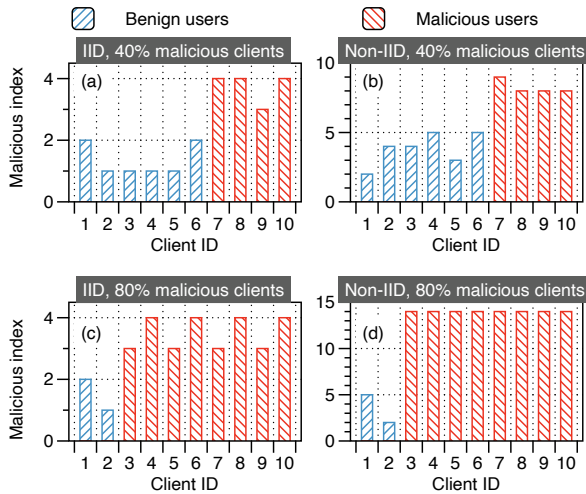 Benign users Malicious users
IID, 40% malicious clients
(a)
Malicious index
4
2
0
1 2 3 4 5 6 7 8 9 10
Client ID
Non-IID, 40% malicious clients
(b)
10
5
0
1 2 3 4 5 6 7 8 9 10
Client ID
IID, 80% malicious clients
(c)
Malicious index
4
2
0
1 2 3 4 5 6 7 8 9 10
Client ID
Non-IID, 80% malicious clients
(d)
15
10
5
0
1 2 3 4 5 6 7 8 9 10
Client ID